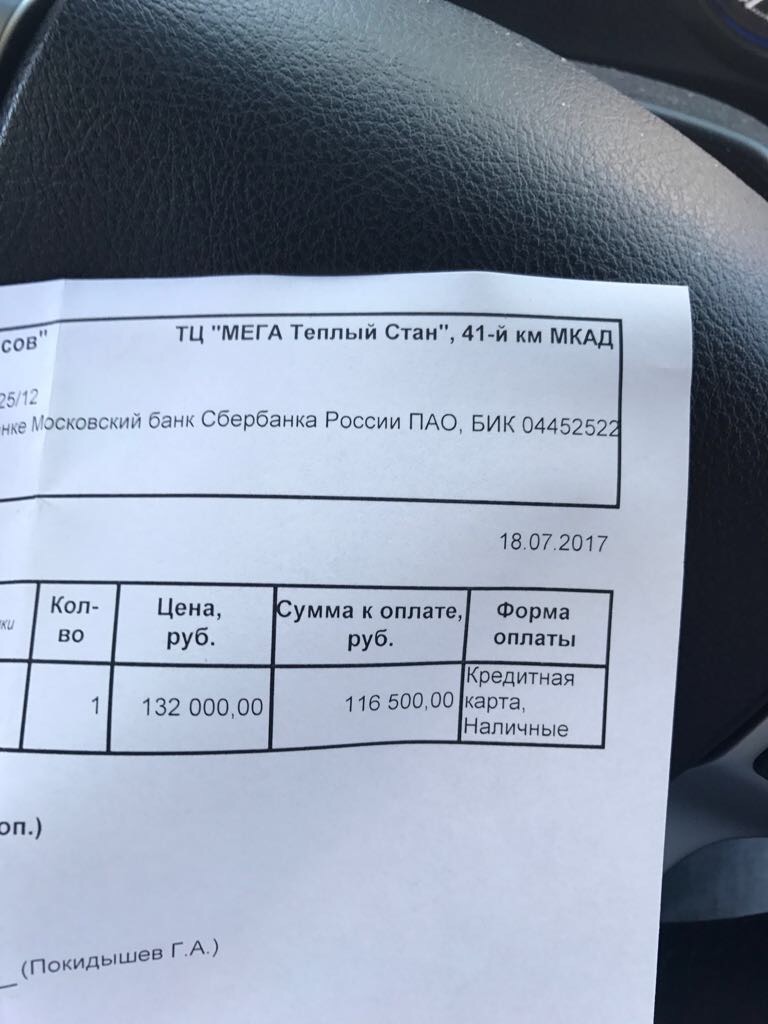 сов" ТЦ "МЕГА Теплый Стан", 41-й км МКАД
25/12
нке Московский банк Сбербанка России ПАО, БИК 04452522
18.07.2017
ки Кол-во Цена, руб. Сумма к оплате, руб. Форма оплаты
1 132 000,00 116 500,00 Кредитная карта, Наличные
оп.)
(Покидышев Г.А.)